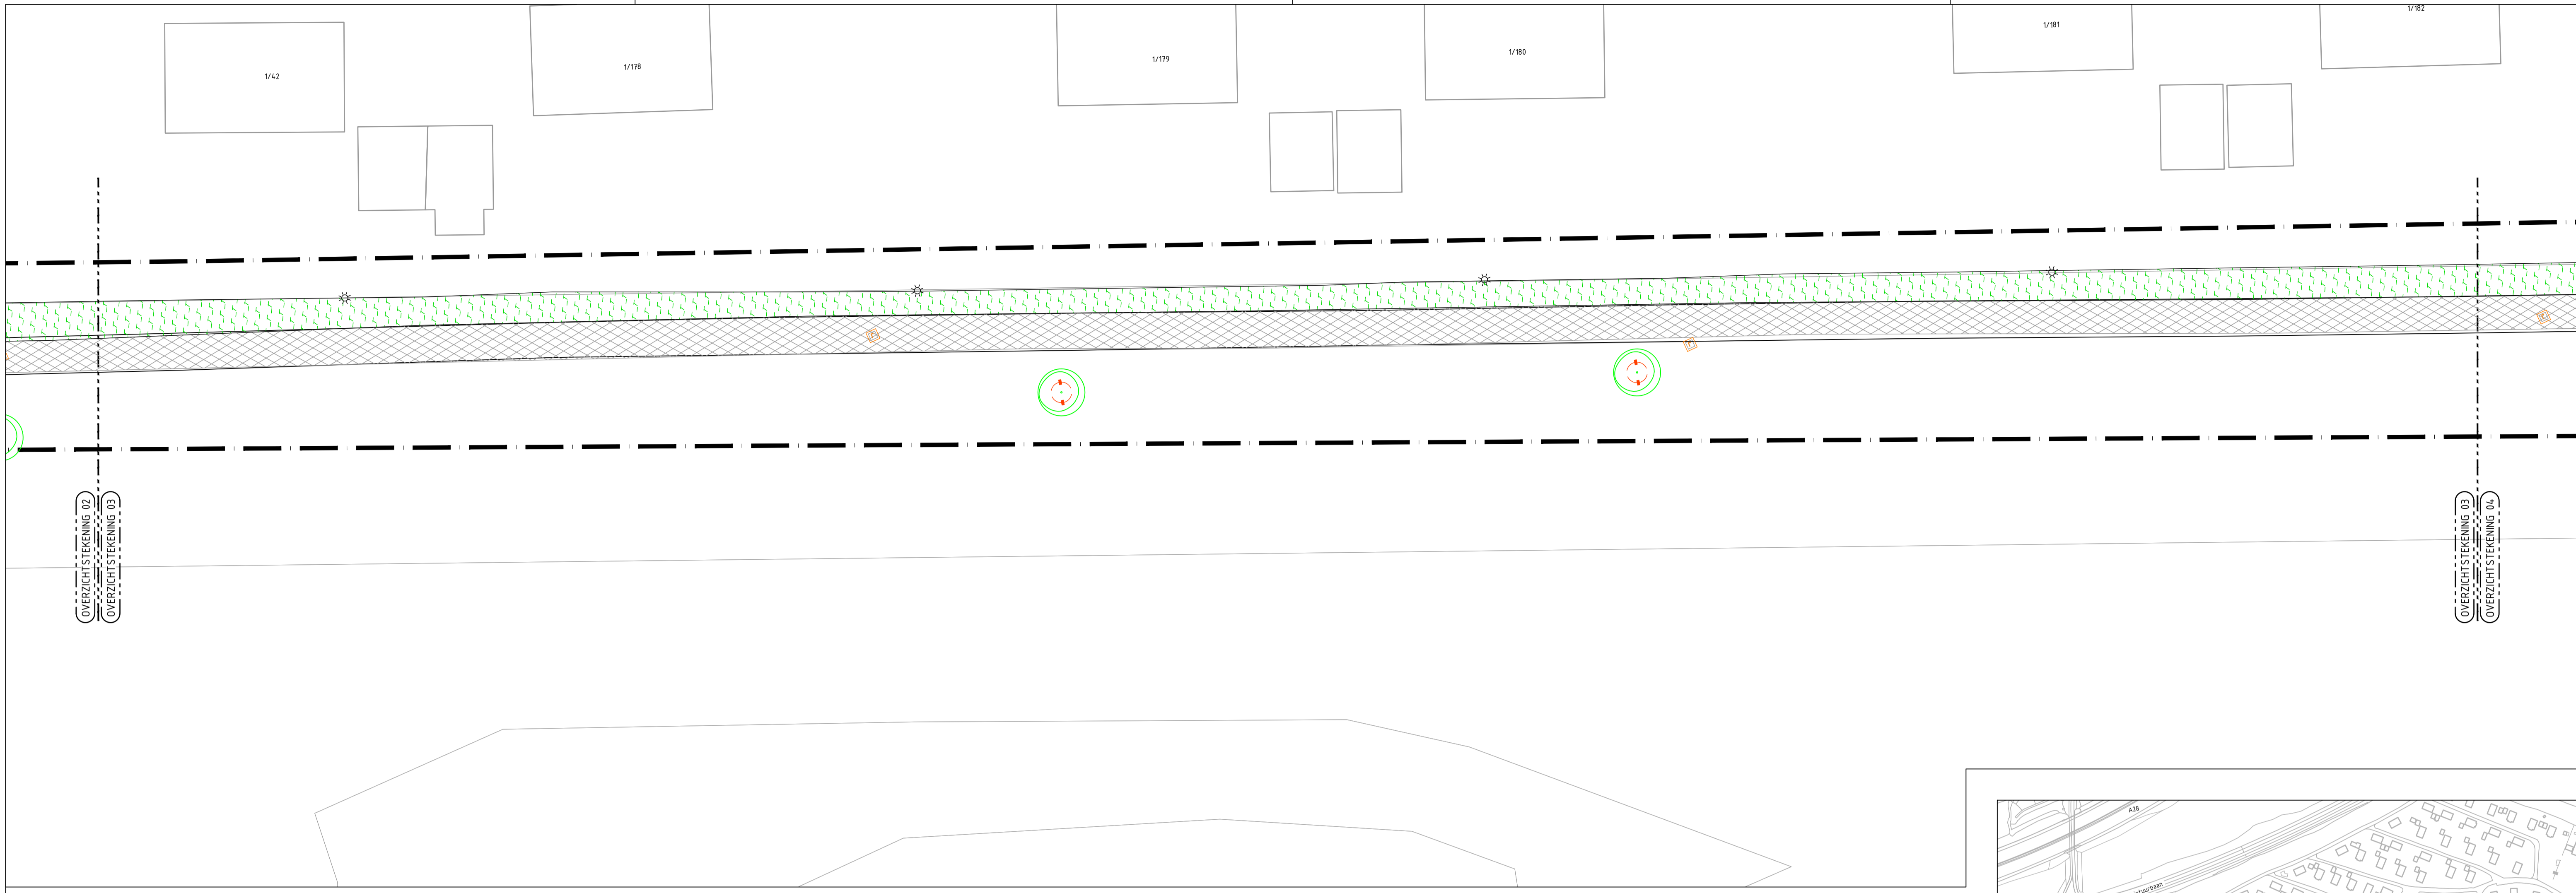 1/42
1/178
1/179
1/180
1/181
1/182
OVERZICHTSTEKENING 02
OVERZICHTSTEKENING 03
OVERZICHTSTEKENING 03
OVERZICHTSTEKENING 04
A28